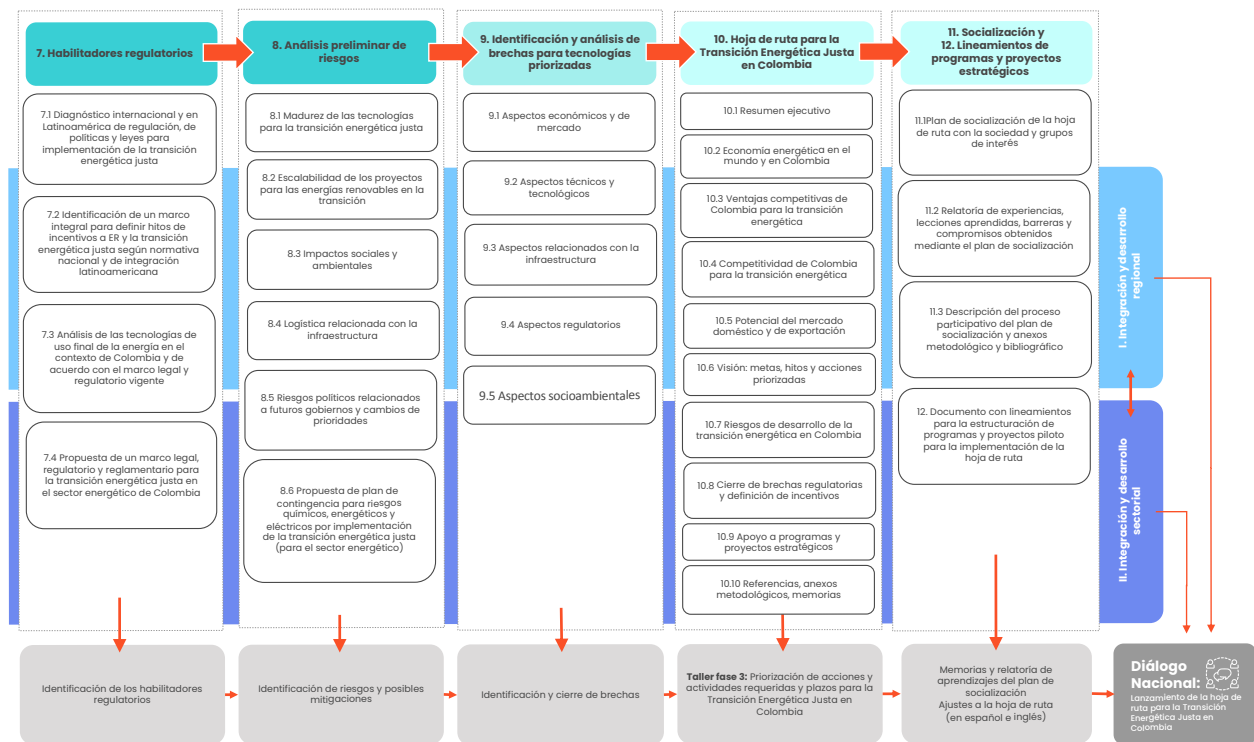 7. Habilitadores regulatorios
8. Análisis preliminar de
riesgos
9. Identificación y análisis de
brechas para tecnologías
priorizadas
10. Hoja de ruta para la
Transición Energética Justa
en Colombia
11. Socialización y
12. Lineamientos de
programas y proyectos
estratégicos
7.1 Diagnóstico internacional y en
Latinoamérica de regulación, de
políticas y leyes para
implementación de la transición
energética justa
7.2 Identificación de un marco
integral para definir hitos de
incentivos a ER y la transición
energética justa según normativa
nacional y de integración
latinoamericana
7.3 Análisis de las tecnologías de
uso final de la energía en el
contexto de Colombia y de
acuerdo con el marco legal y
regulatorio vigente
7.4 Propuesta de un marco legal,
regulatorio y reglamentario para
la transición energética justa en
el sector energético de Colombia
8.1 Madurez de las tecnologías
para la transición energética justa
8.2 Escalabilidad de los proyectos
para las energías renovables en la
transición
8.3 Impactos sociales y
ambientales
8.4 Logística relacionada con la
infraestructura
8.5 Riesgos políticos relacionados
a futuros gobiernos y cambios de
prioridades
8.6 Propuesta de plan de
contingencia para riesgos
químicos, energéticos y
eléctricos por implementación
de la transición energética justa
(para el sector energético)
9.1 Aspectos económicos y de
mercado
9.2 Aspectos técnicos y
tecnológicos
9.3 Aspectos relacionados con la
infraestructura
9.4 Aspectos regulatorios
9.5 Aspectos socioambientales
10.1 Resumen ejecutivo
10.2 Economía energética en el
mundo y en Colombia
10.3 Ventajas competitivas de
Colombia para la transición
energética
10.4 Competitividad de Colombia
para la transición energética
10.5 Potencial del mercado
doméstico y de exportación
10.6 Visión: metas, hitos y acciones
priorizadas
10.7 Riesgos de desarrollo de la
transición energética en Colombia
10.8 Cierre de brechas regulatorias
y definición de incentivos
10.9 Apoyo a programas y
proyectos estratégicos
10.10 Referencias, anexos
metodológicos, memorias
11.1Plan de socialización de la hoja
de ruta con la sociedad y grupos
de interés
11.2 Relatoría de experiencias,
lecciones aprendidas, barreras y
compromisos obtenidos
mediante el plan de socialización
11.3 Descripción del proceso
participativo del plan de
socialización y anexos
metodológico y bibliográfico
12. Documento con lineamientos
para la estructuración de
programas y proyectos piloto
para la implementación de la
hoja de ruta
I. Integración y desarrollo
regional
II. Integración y desarrollo
sectorial
Identificación de los habilitadores
regulatorios
Identificación de riesgos y posibles
mitigaciones
Identificación y cierre de brechas
Taller fase 3: Priorización de acciones y
actividades requeridas y plazos para la
Transición Energética Justa en
Colombia
Memorias y relatoría de
aprendizajes del plan de
socialización
Ajustes a la hoja de ruta
(en español e inglés)
Diálogo
Nacional:
Lanzamiento de la hoja de
ruta para la Transición
Energética Justa en
Colombia